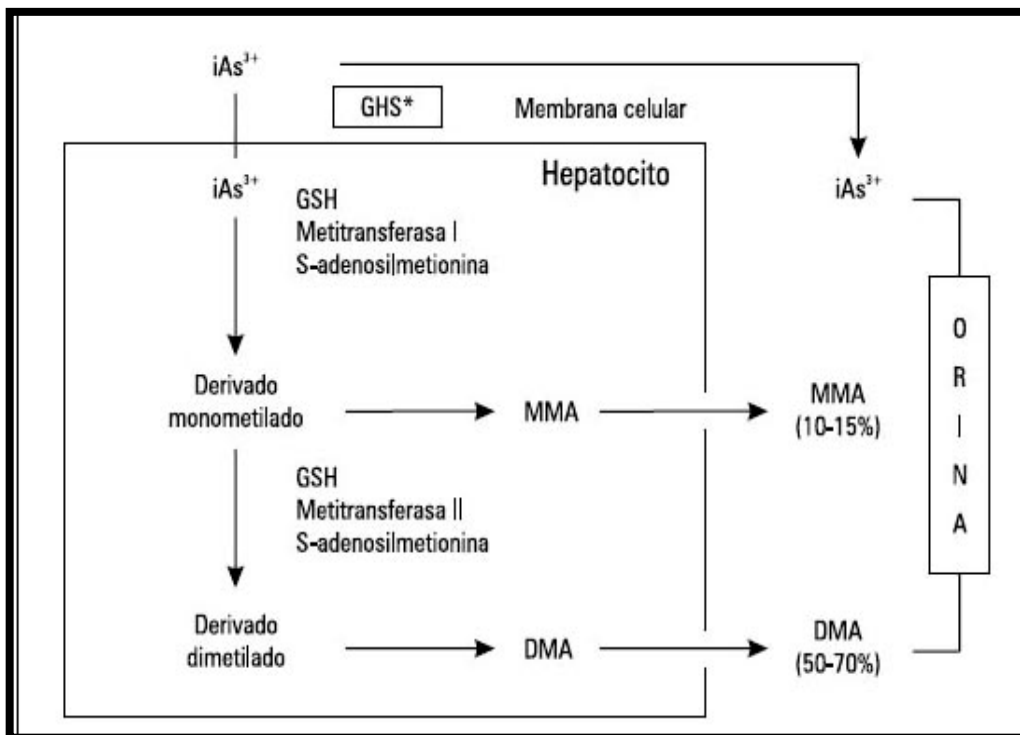 iAs³⁺
GHS*
Membrana celular
iAs³⁺
Hepatocito
iAs³⁺
GSH
Metitransferasa I
S-adenosilmetionina
Derivado
monometilado
MMA
MMA
(10-15%)
GSH
Metitransferasa II
S-adenosilmetionina
Derivado
dimetilado
DMA
DMA
(50-70%)
O
R
I
N
A